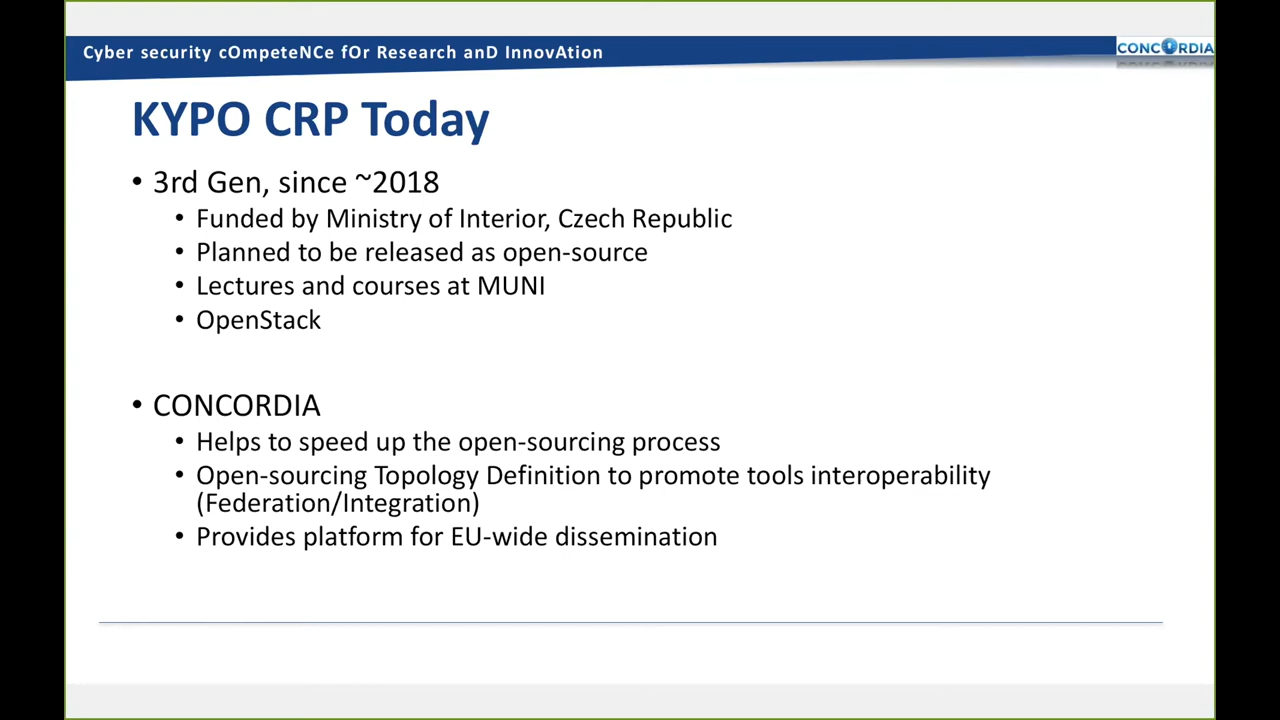 Cyber security cOmpeteNCe fOr Research anD InnovAtion
CONCORDIA
KYPO CRP Today
• 3rd Gen, since ~2018
• Funded by Ministry of Interior, Czech Republic
• Planned to be released as open-source
• Lectures and courses at MUNI
• OpenStack
• CONCORDIA
• Helps to speed up the open-sourcing process
• Open-sourcing Topology Definition to promote tools interoperability
(Federation/Integration)
• Provides platform for EU-wide dissemination